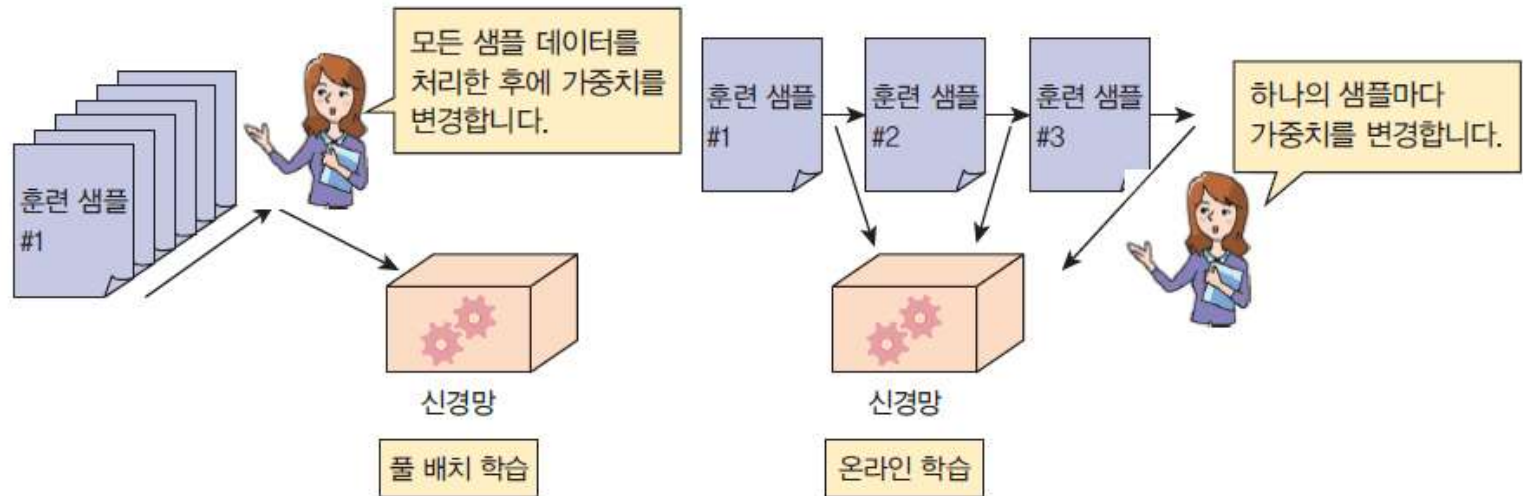 모든 샘플 데이터를
처리한 후에 가중치를
변경합니다.
훈련 샘플
#1
신경망
풀 배치 학습
훈련 샘플
#1
훈련 샘플
#2
훈련 샘플
#3
하나의 샘플마다
가중치를 변경합니다.
신경망
온라인 학습